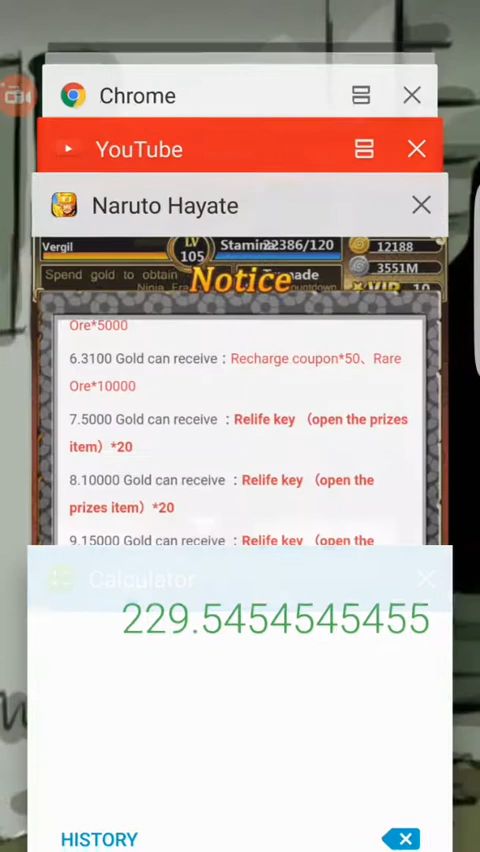 Chrome
YouTube
Naruto Hayate
Vergil
LV
105
Stamina
22386/120
12188
3551M
Spend gold to obtain
Notice
VIP 10
Ore*5000
6.3100 Gold can receive：Recharge coupon*50、Rare
Ore*10000
7.5000 Gold can receive ：Relife key （open the prizes
item）*20
8.10000 Gold can receive ：Relife key （open the
prizes item）*20
9.15000 Gold can receive ：Relife key （open the
Calculator
229.5454545455
HISTORY